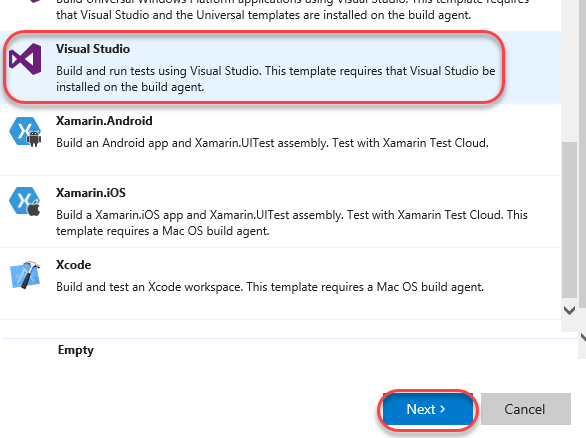 Build Universal Windows Platform applications using Visual Studio. This template requires
that Visual Studio and the Universal templates are installed on the build agent.
Visual Studio
Build and run tests using Visual Studio. This template requires that Visual Studio be
installed on the build agent.
Xamarin.Android
Build an Android app and Xamarin.UITest assembly. Test with Xamarin Test Cloud.
Xamarin.iOS
Build a Xamarin.iOS app and Xamarin.UITest assembly. Test with Xamarin Test Cloud. This
template requires a Mac OS build agent.
Xcode
Build and test an Xcode workspace. This template requires a Mac OS build agent.
Empty
Next >
Cancel